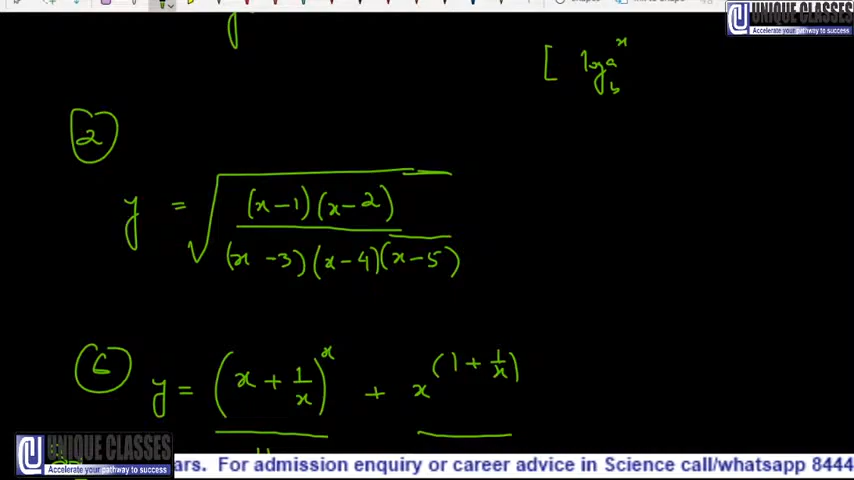 UNIQUE CLASSES
Accelerate your pathway to success
[ log_b a^x
2
y = √((x-1)(x-2) / (x-3)(x-4)(x-5))
6
y = (x + 1/x)^x + x^(1 + 1/x)
UNIQUE CLASSES
Accelerate your pathway to success
ars. For admission enquiry or career advice in Science call/whatsapp 8444